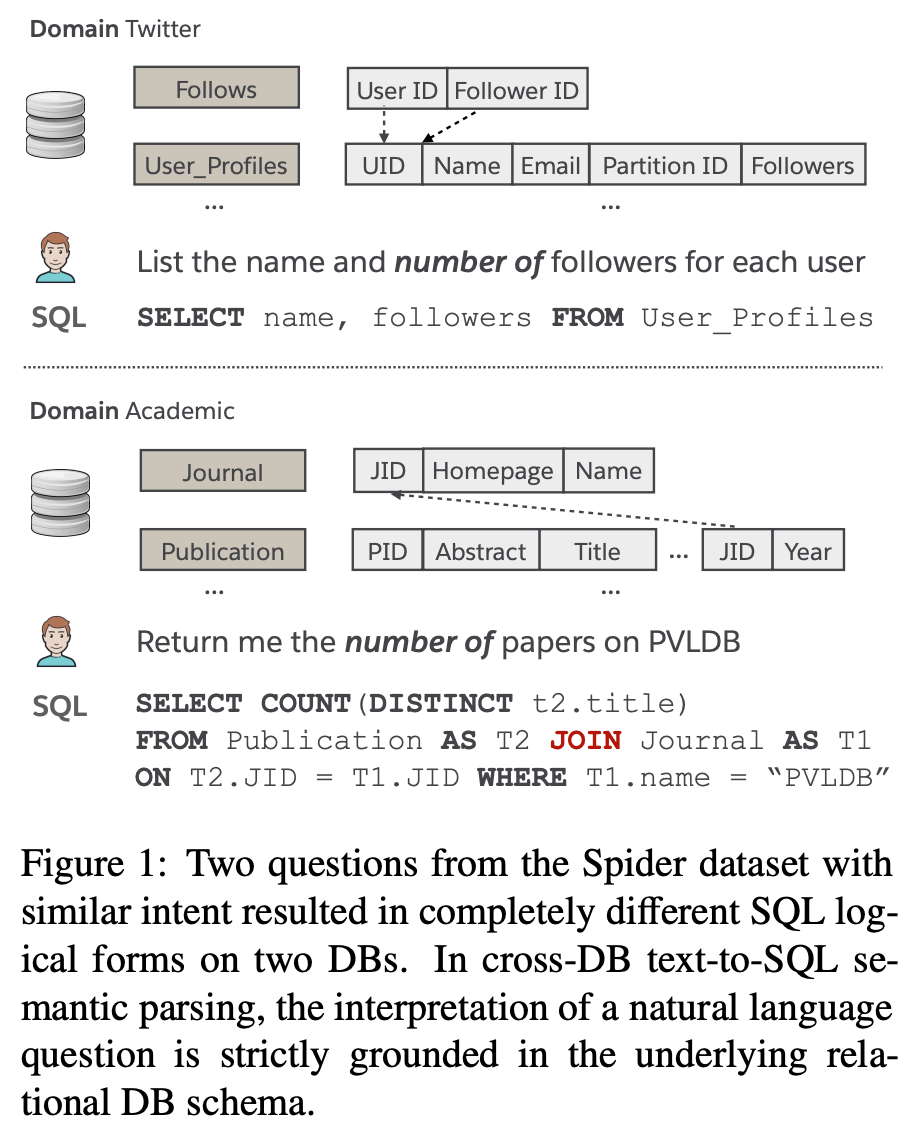 Domain Twitter
Follows
User ID Follower ID
User_Profiles
UID Name Email Partition ID Followers
... ...
List the name and number of followers for each user
SQL SELECT name, followers FROM User_Profiles
Domain Academic
Journal
JID Homepage Name
Publication
PID Abstract Title ... JID Year
... ...
Return me the number of papers on PVLDB
SQL SELECT COUNT(DISTINCT t2.title)
FROM Publication AS T2 JOIN Journal AS T1
ON T2.JID = T1.JID WHERE T1.name = “PVLDB”
Figure 1: Two questions from the Spider dataset with
similar intent resulted in completely different SQL log-
ical forms on two DBs. In cross-DB text-to-SQL se-
mantic parsing, the interpretation of a natural language
question is strictly grounded in the underlying rela-
tional DB schema.